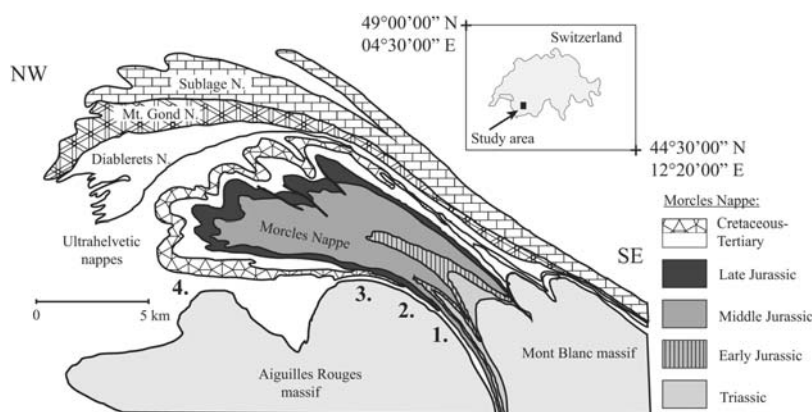 49°00’00’’ N
04°30’00’’ E
Switzerland
Study area
44°30’00’’ N
12°20’00’’ E
NW
Sublage N.
Mt. Gond N.
Diablerets N.
Ultrahelvetic
nappes
Morcles Nappe
SE
4.
3.
2.
1.
0
5 km
Aiguilles Rouges
massif
Mont Blanc massif
Morcles Nappe:
Cretaceous-
Tertiary
Late Jurassic
Middle Jurassic
Early Jurassic
Triassic